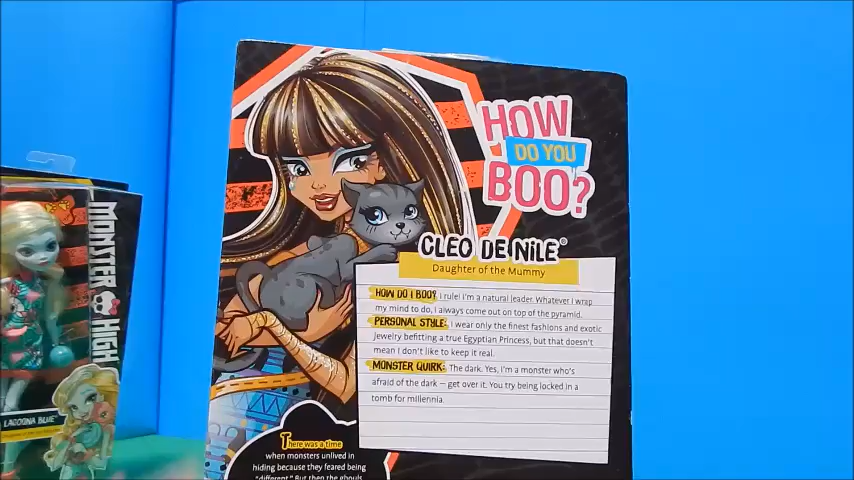 HOW
DO YOU
BOO?
CLEO DE NILE®
Daughter of the Mummy
HOW DO I BOO? I rule! I'm a natural leader. Whatever I wrap
my mind to do, I always come out on top of the pyramid.
PERSONAL STYLE: I wear only the finest fashions and exotic
jewelry befitting a true Egyptian Princess, but that doesn't
mean I don't like to keep it real.
MONSTER QUIRK: The dark. Yes, I'm a monster who's
afraid of the dark – get over it. You try being locked in a
tomb for millennia.
There was a time
when monsters unlived in
hiding because they feared being
"different." But then the ghouls
MONSTER HIGH
LAGOONA BLUE